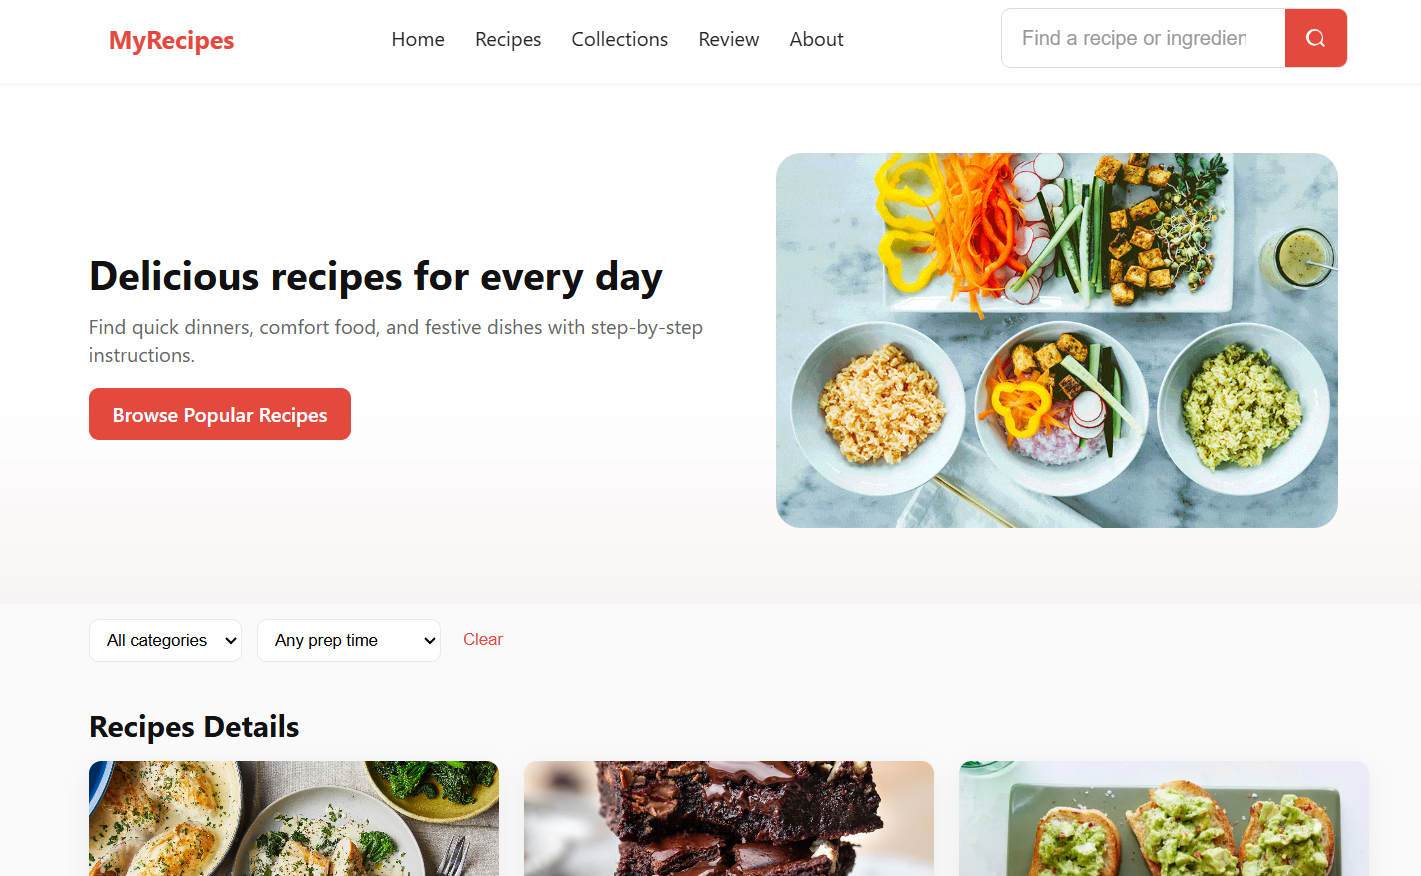 MyRecipes
Home
Recipes
Collections
Review
About
Find a recipe or ingredien
Delicious recipes for every day
Find quick dinners, comfort food, and festive dishes with step-by-step
instructions.
Browse Popular Recipes
All categories
Any prep time
Clear
Recipes Details